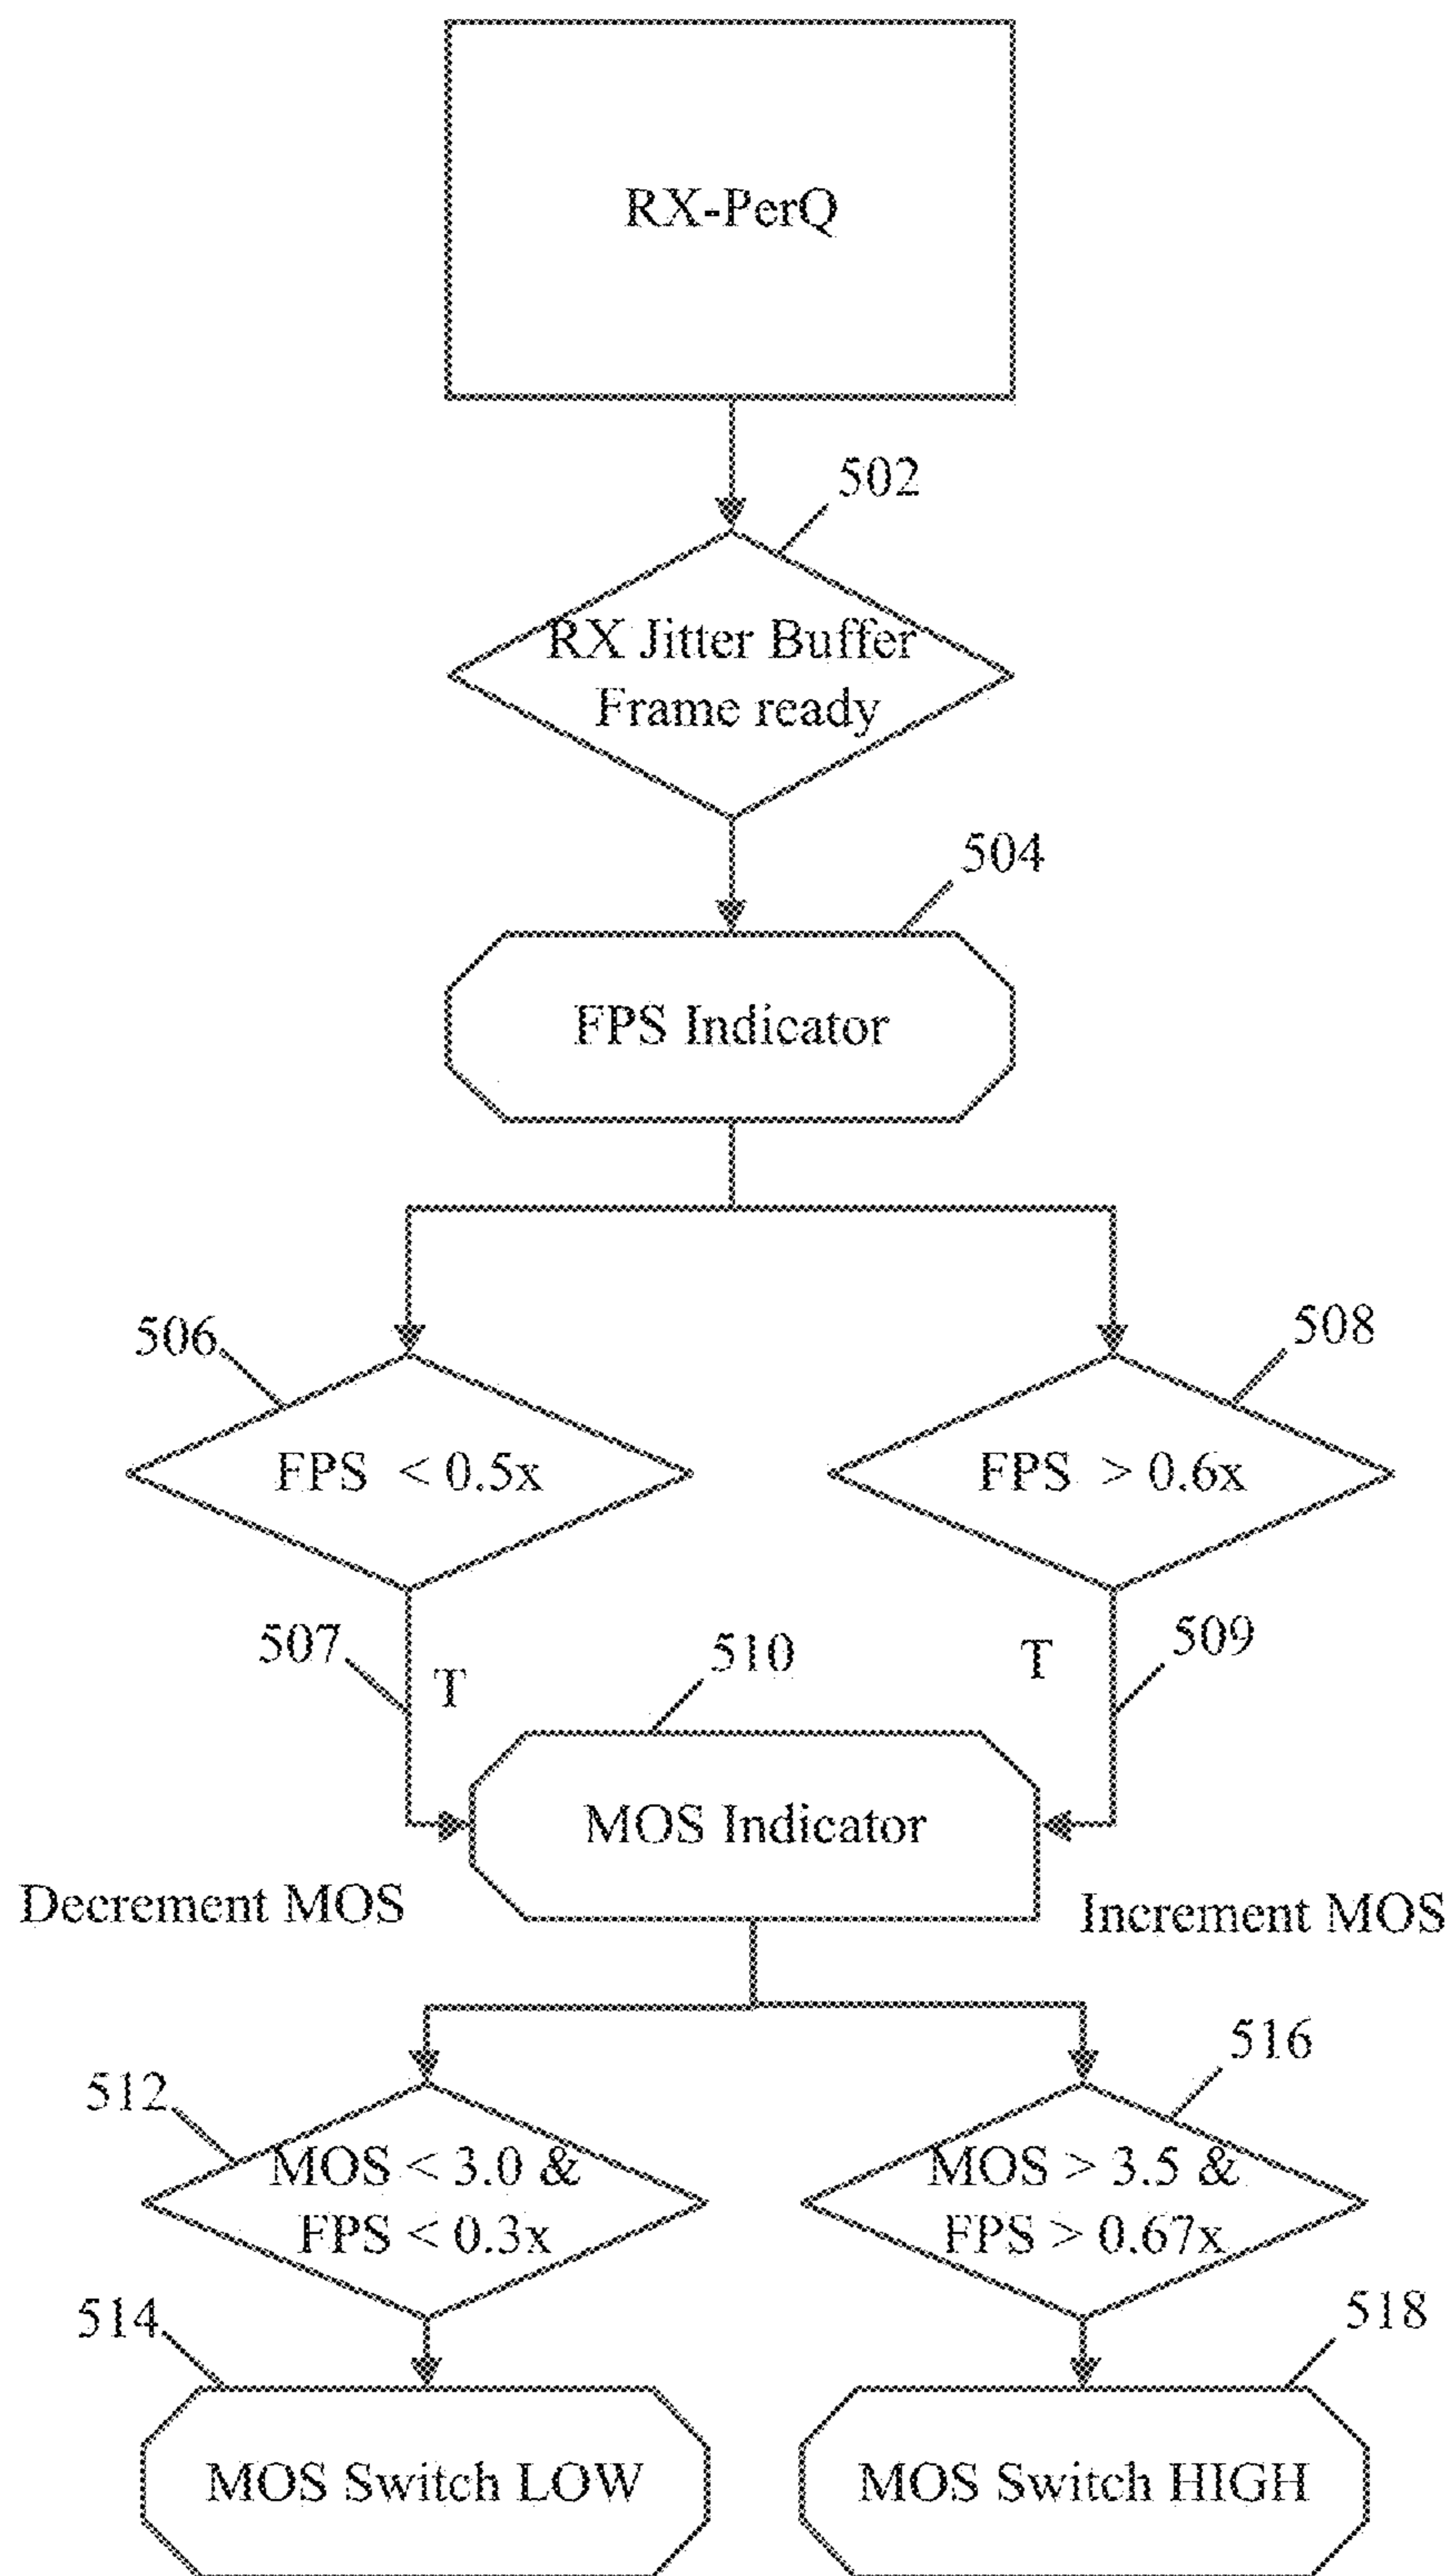 RX-PerQ
502
RX Jitter Buffer
Frame ready
504
FPS Indicator
506
508
FPS < 0.5x
FPS > 0.6x
507
T
510
T
509
MOS Indicator
Decrement MOS
Increment MOS
512
516
MOS < 3.0 &
FPS < 0.3x
MOS > 3.5 &
FPS > 0.67x
514
518
MOS Switch LOW
MOS Switch HIGH